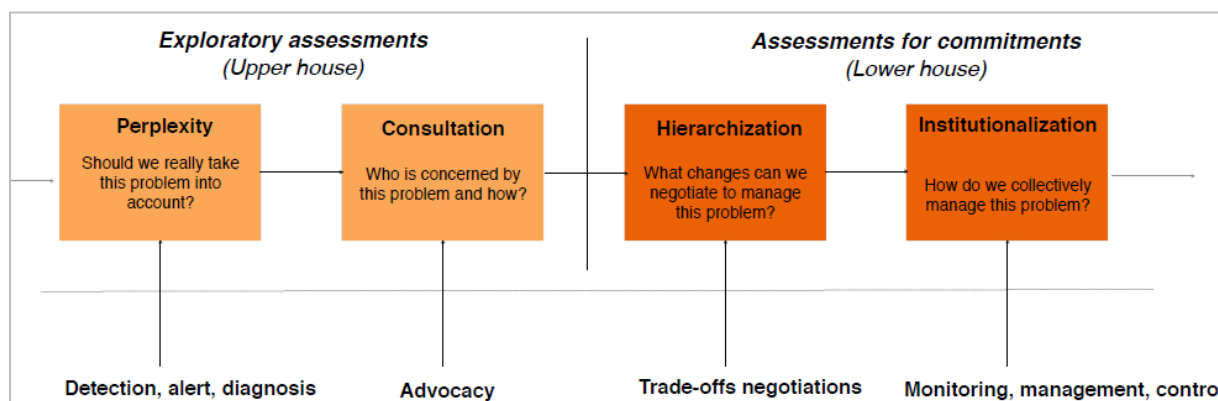 Exploratory assessments
(Upper house)
Assessments for commitments
(Lower house)
Perplexity
Should we really take
this problem into
account?
Consultation
Who is concerned by
this problem and how?
Hierarchization
What changes can we
negotiate to manage
this problem?
Institutionalization
How do we collectively
manage this problem?
Detection, alert, diagnosis
Advocacy
Trade-offs negotiations
Monitoring, management, contro